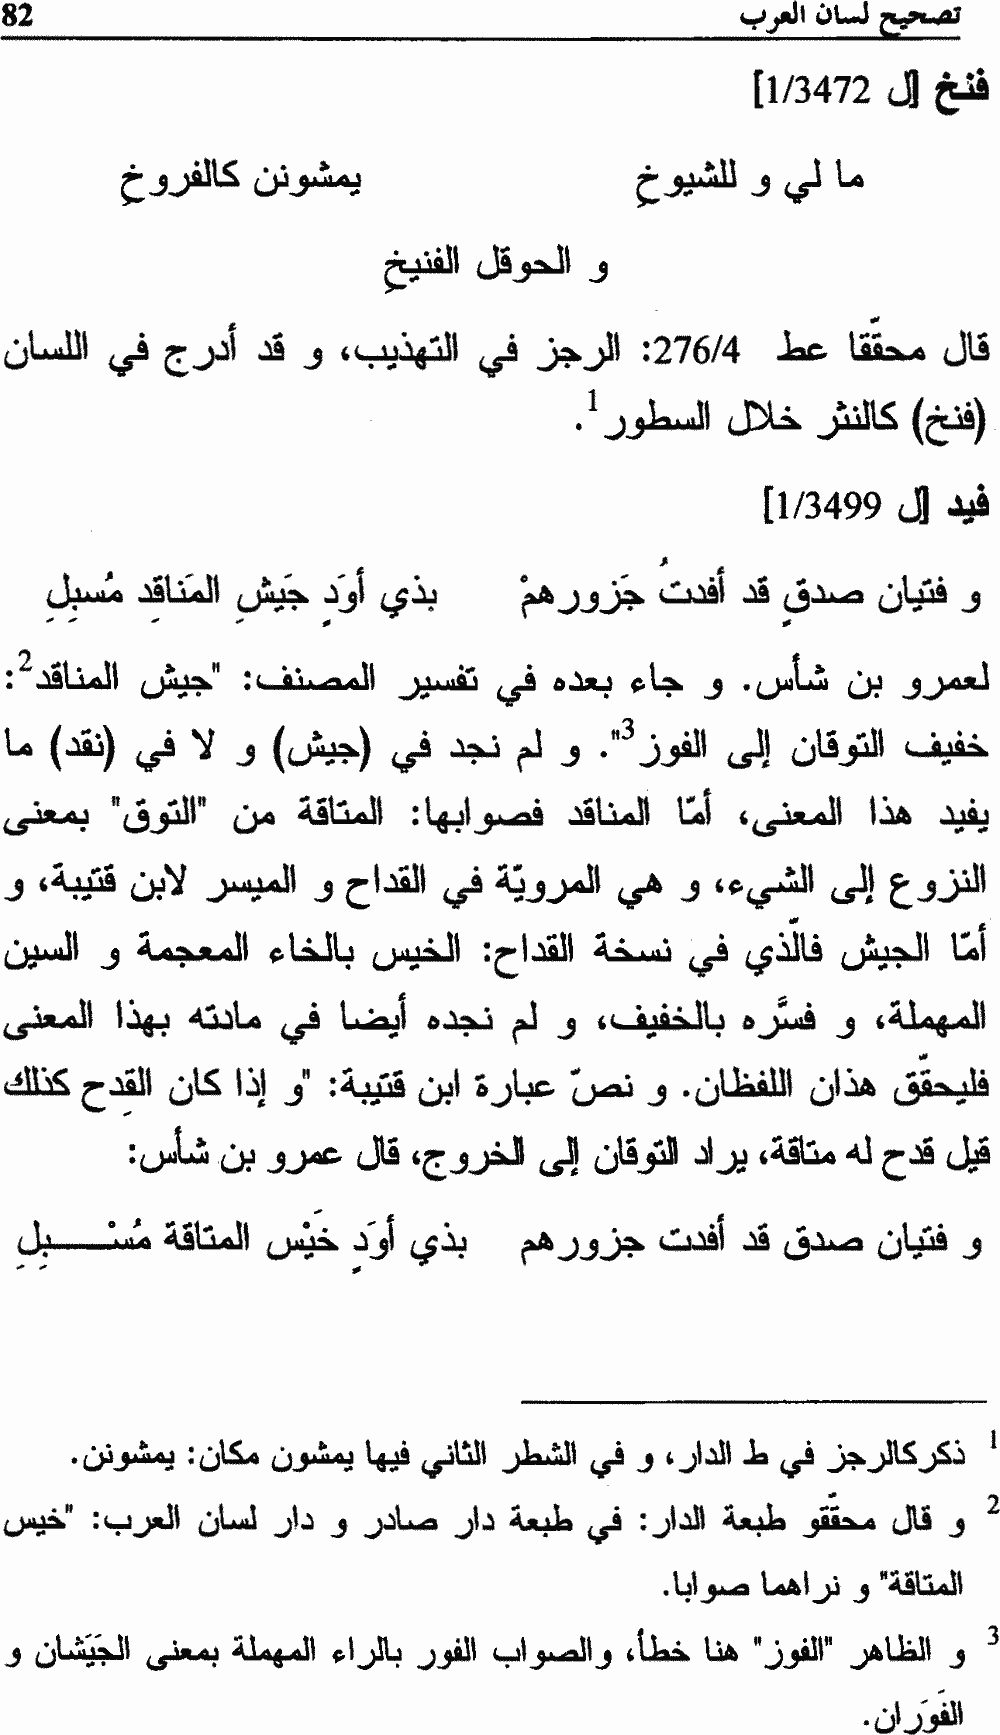 تصحيح لسان العرب 82
فنخ [ل 1/3472]
ما لي و للشيوخِ يمشونن كالفروخِ
و الحوقل الفنيخِ
قال محقّقا عط 276/4: الرجز في التهذيب، و قد أدرج في اللسان
(فنخ) كالنثر خلال السطور1.
فيد [ل 1/3499]
و فتيان صدقٍ قد أفدتُ جَزورهمْ بذي أوَدٍ جَيشِ المَناقِدِ مُسبِلِ
لعمرو بن شأس. و جاء بعده في تفسير المصنف: "جيش المناقد2:
خفيف التوقان إلى الفوز3". و لم نجد في (جيش) و لا في (نقد) ما
يفيد هذا المعنى، أمّا المناقد فصوابها: المتاقة من "التوق" بمعنى
النزوع إلى الشيء، و هي المرويّة في القداح و الميسر لابن قتيبة، و
أمّا الجيش فالّذي في نسخة القداح: الخيس بالخاء المعجمة و السين
المهملة، و فسَّره بالخفيف، و لم نجده أيضا في مادته بهذا المعنى
فليحقّق هذان اللفظان. و نصّ عبارة ابن قتيبة: "و إذا كان القِدح كذلك
قيل قدح له متاقة، يراد التوقان إلى الخروج، قال عمرو بن شأس:
و فتيان صدق قد أفدت جزورهم بذي أوَدٍ خَيْس المتاقة مُسْـــــبِلِ
1 ذكركالرجز في ط الدار، و في الشطر الثاني فيها يمشون مكان: يمشونن.
2 و قال محقّقو طبعة الدار: في طبعة دار صادر و دار لسان العرب: "خيس
المتاقة" و نراهما صوابا.
3 و الظاهر "الفوز" هنا خطأ، والصواب الفور بالراء المهملة بمعنى الجَيَشان و
الفَوَران.